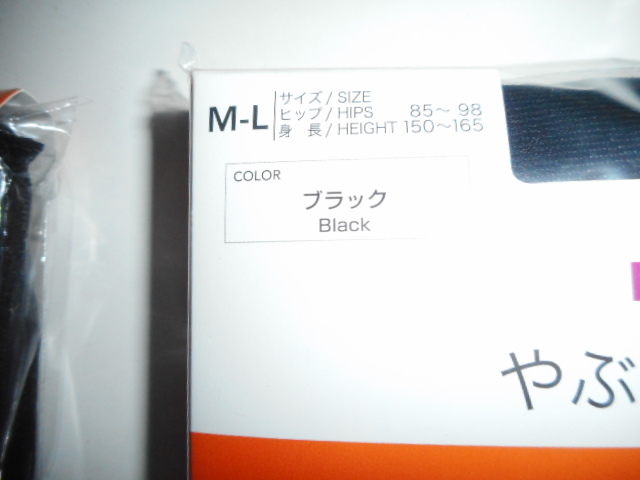 M-L
サイズ/SIZE
ヒップ/HIPS 85～98
身 長/HEIGHT 150～165
COLOR
ブラック
Black
やぶ